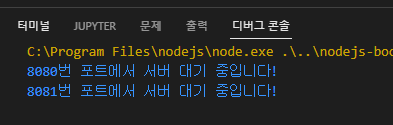 터미널 JUPYTER 문제 출력 디버그 콘솔
C:\Program Files\nodejs\node.exe .\..\nodejs-boo
8080번 포트에서 서버 대기 중입니다!
8081번 포트에서 서버 대기 중입니다!